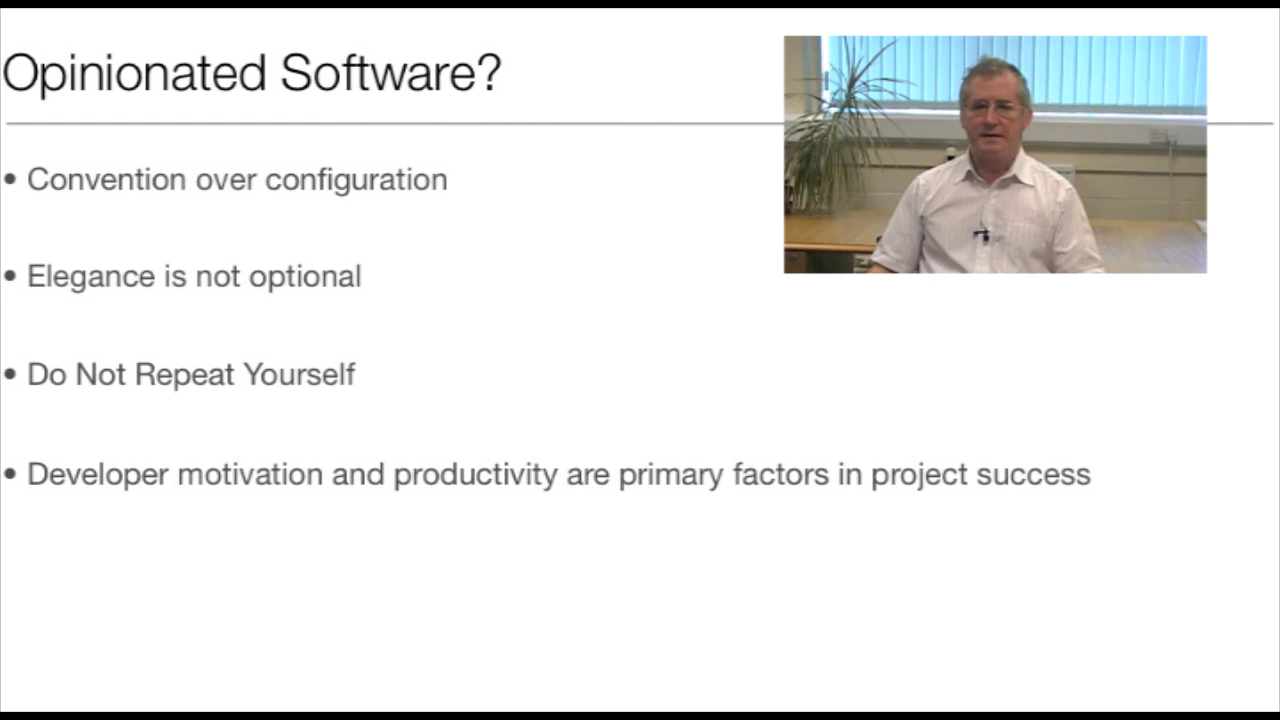 Opinionated Software?
• Convention over configuration
• Elegance is not optional
• Do Not Repeat Yourself
• Developer motivation and productivity are primary factors in project success